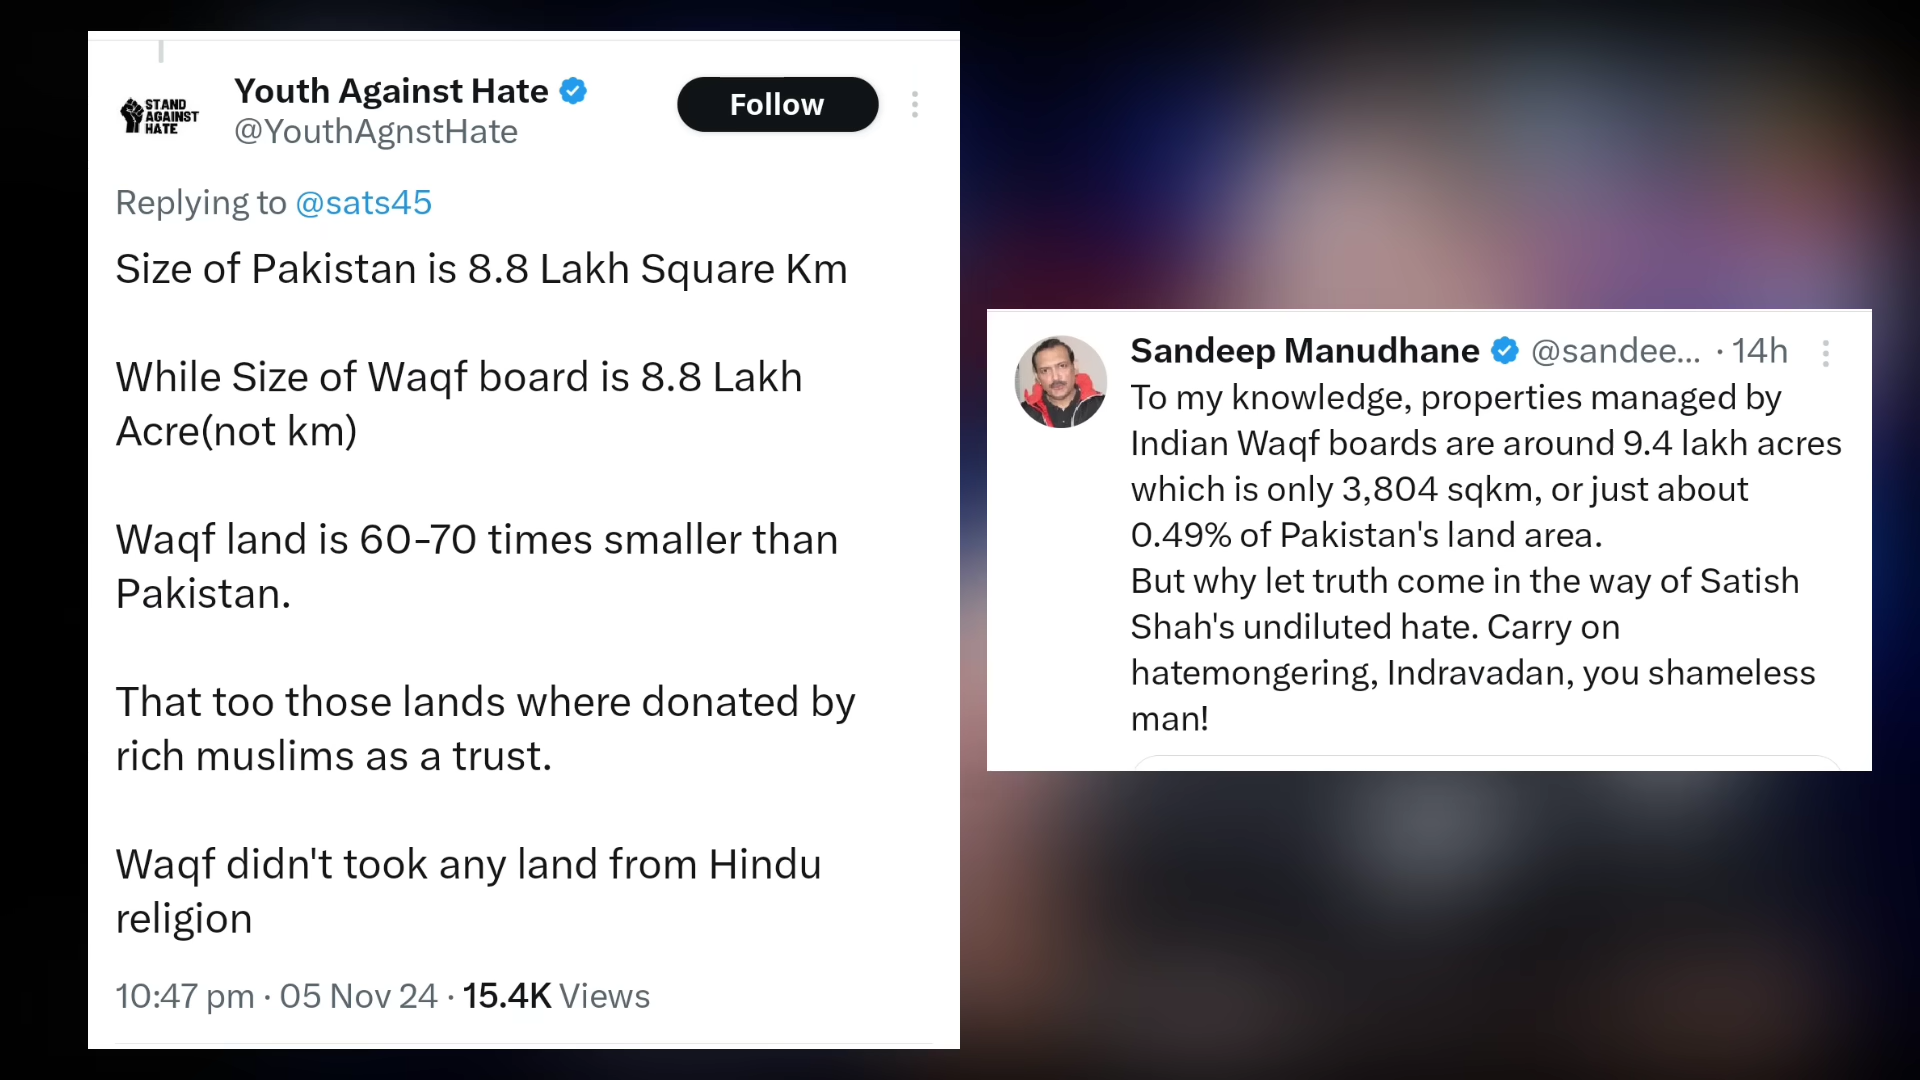 STAND
AGAINST
HATE
Youth Against Hate
@YouthAgnstHate
Follow
Replying to @sats45
Size of Pakistan is 8.8 Lakh Square Km
While Size of Waqf board is 8.8 Lakh
Acre(not km)
Waqf land is 60-70 times smaller than
Pakistan.
That too those lands where donated by
rich muslims as a trust.
Waqf didn't took any land from Hindu
religion
10:47 pm · 05 Nov 24 · 15.4K Views
Sandeep Manudhane @sandee... · 14h
To my knowledge, properties managed by
Indian Waqf boards are around 9.4 lakh acres
which is only 3,804 sqkm, or just about
0.49% of Pakistan's land area.
But why let truth come in the way of Satish
Shah's undiluted hate. Carry on
hatemongering, Indravadan, you shameless
man!